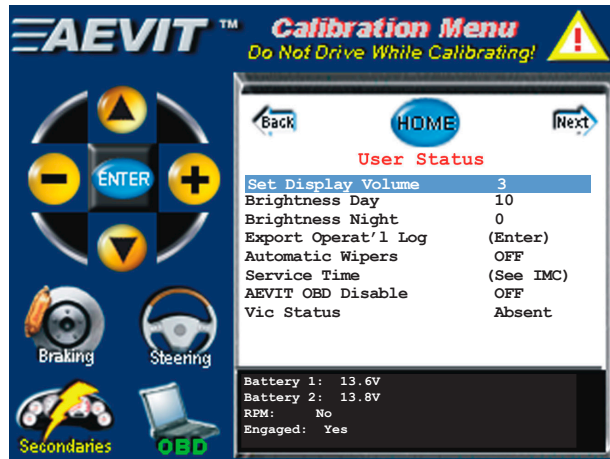 AEVIT ™
Calibration Menu
Do Not Drive While Calibrating!
!
Back
HOME
Next
ENTER
User Status
Set Display Volume 3
Brightness Day 10
Brightness Night 0
Export Operat'l Log (Enter)
Automatic Wipers OFF
Service Time (See IMC)
AEVIT OBD Disable OFF
Vic Status Absent
Braking
Steering
Secondaries
OBD
Battery 1: 13.6V
Battery 2: 13.8V
RPM: No
Engaged: Yes